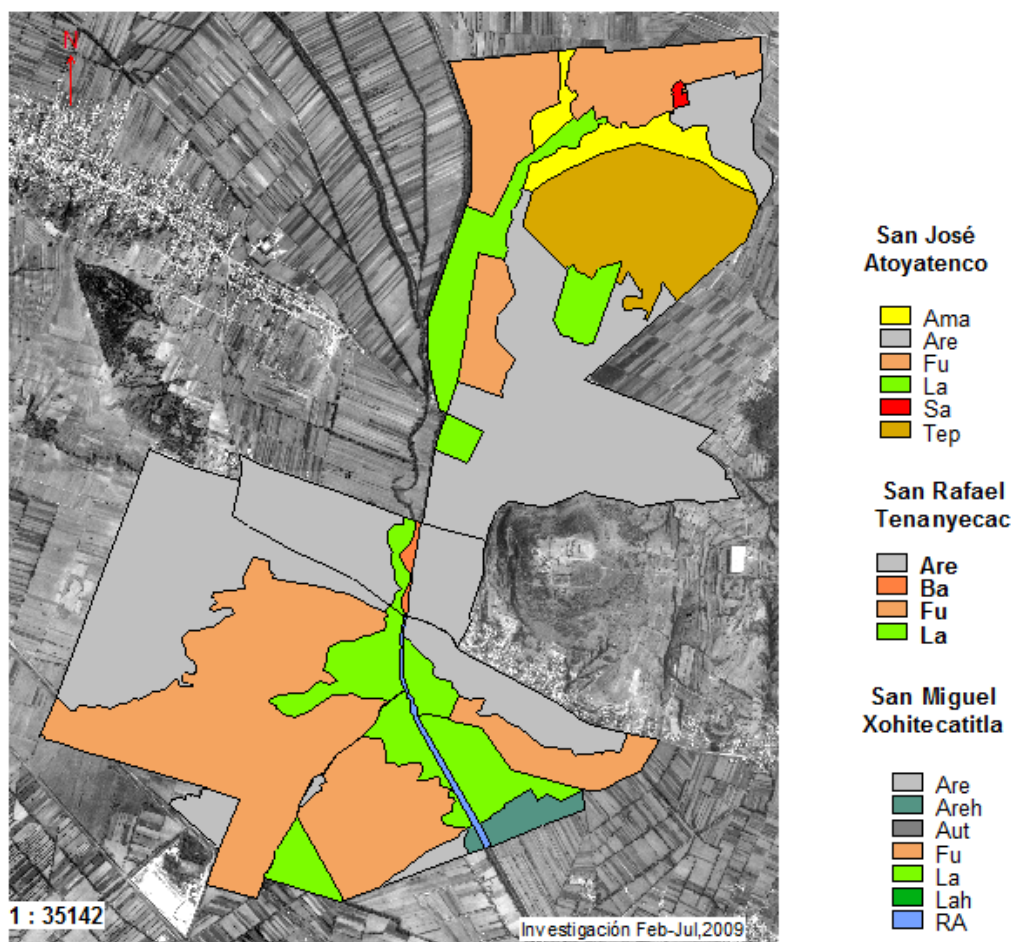 N
San José
Atoyatenco
Ama
Are
Fu
La
Sa
Tep
San Rafael
Tenanyecac
Are
Ba
Fu
La
San Miguel
Xohitecatitla
Are
Areh
Aut
Fu
La
Lah
RA
1 : 35142
Investigación Feb-Jul,2009